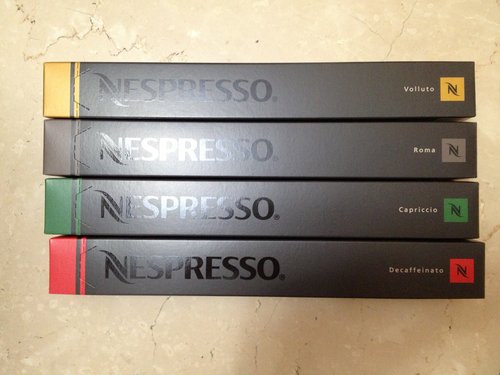 NESPRESSO® Volluto
NESPRESSO® Roma
NESPRESSO® Capriccio
NESPRESSO® Decaffeinato